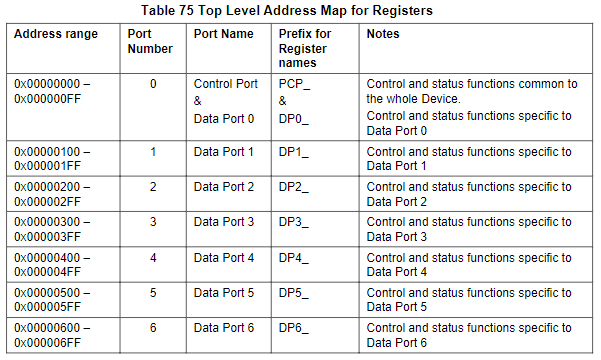 Table 75 Top Level Address Map for Registers
Address range Port Number Port Name Prefix for Register names Notes
0x00000000 – 0x000000FF 0 Control Port & Data Port 0 PCP_ & DP0_ Control and status functions common to the whole Device. Control and status functions specific to Data Port 0
0x00000100 – 0x000001FF 1 Data Port 1 DP1_ Control and status functions specific to Data Port 1
0x00000200 – 0x000002FF 2 Data Port 2 DP2_ Control and status functions specific to Data Port 2
0x00000300 – 0x000003FF 3 Data Port 3 DP3_ Control and status functions specific to Data Port 3
0x00000400 – 0x000004FF 4 Data Port 4 DP4_ Control and status functions specific to Data Port 4
0x00000500 – 0x000005FF 5 Data Port 5 DP5_ Control and status functions specific to Data Port 5
0x00000600 – 0x000006FF 6 Data Port 6 DP6_ Control and status functions specific to Data Port 6